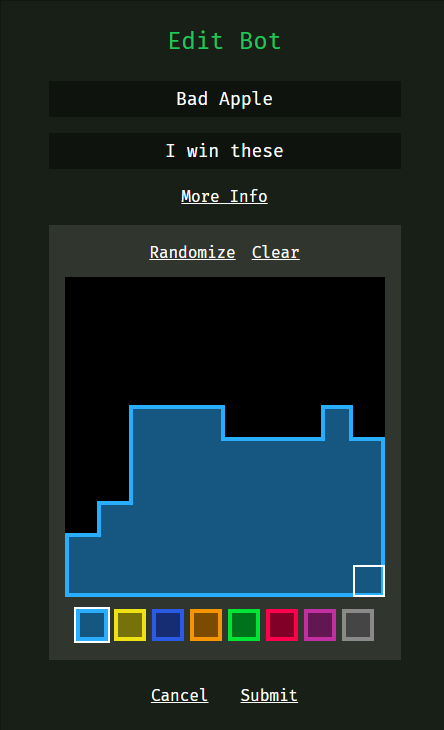 Edit Bot
Bad Apple
I win these
More Info
Randomize Clear
Cancel Submit